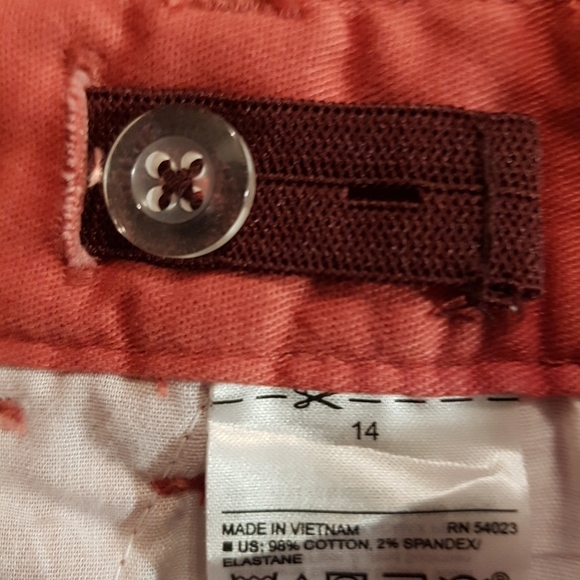 14
MADE IN VIETNAM RN 54023
■ US: 98% COTTON, 2% SPANDEX/
ELASTANE